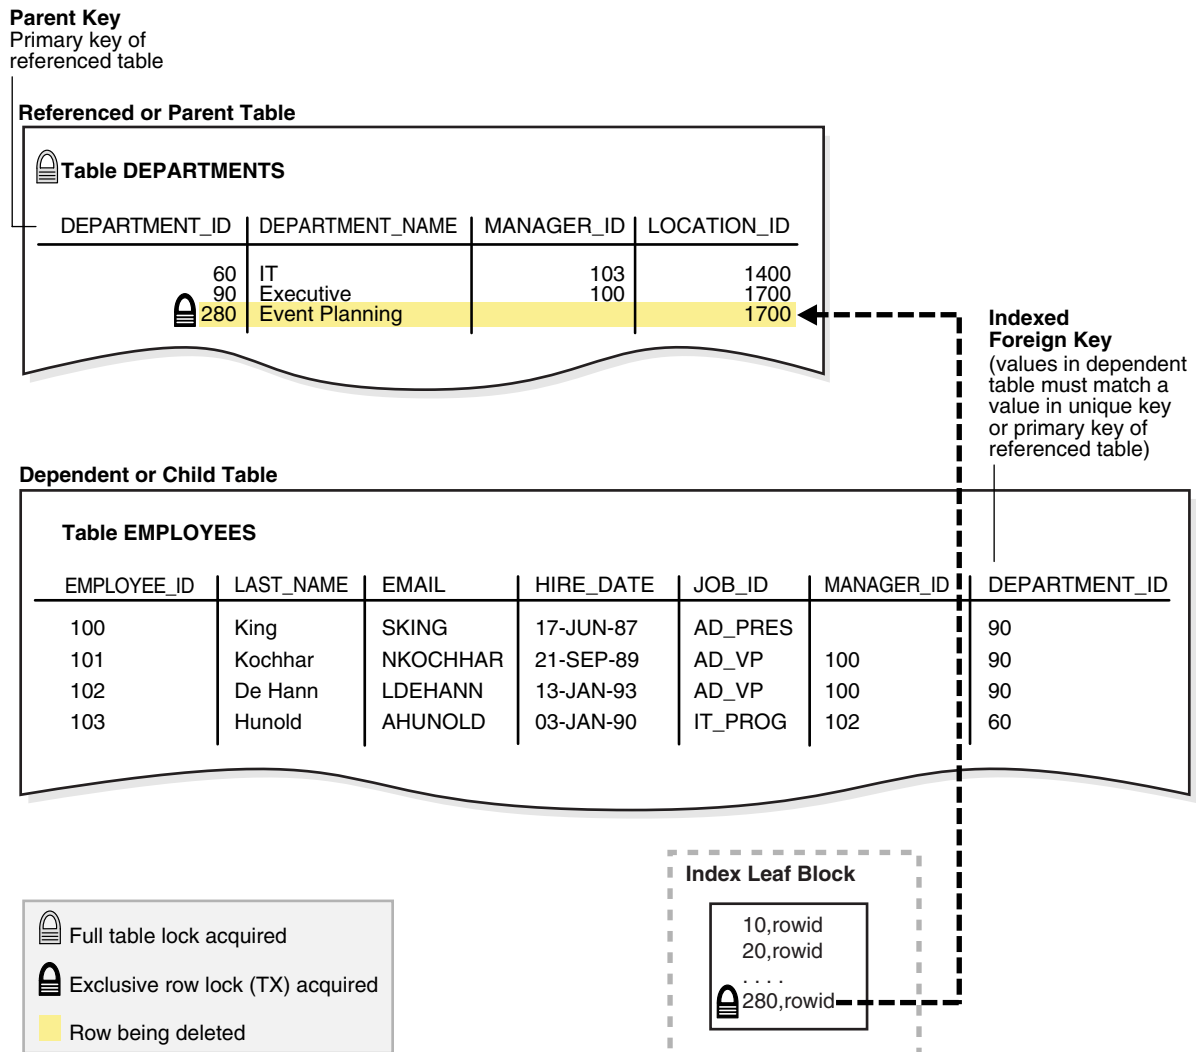 Parent Key
Primary key of
referenced table
Referenced or Parent Table
Table DEPARTMENTS
DEPARTMENT_ID DEPARTMENT_NAME MANAGER_ID LOCATION_ID
60 IT 103 1400
90 Executive 100 1700
280 Event Planning 1700
Indexed
Foreign Key
(values in dependent
table must match a
value in unique key
or primary key of
referenced table)
Dependent or Child Table
Table EMPLOYEES
EMPLOYEE_ID LAST_NAME EMAIL HIRE_DATE JOB_ID MANAGER_ID DEPARTMENT_ID
100 King SKING 17-JUN-87 AD_PRES 90
101 Kochhar NKOCHHAR 21-SEP-89 AD_VP 100 90
102 De Hann LDEHANN 13-JAN-93 AD_VP 100 90
103 Hunold AHUNOLD 03-JAN-90 IT_PROG 102 60
Index Leaf Block
10,rowid
20,rowid
. . . .
280,rowid
Full table lock acquired
Exclusive row lock (TX) acquired
Row being deleted